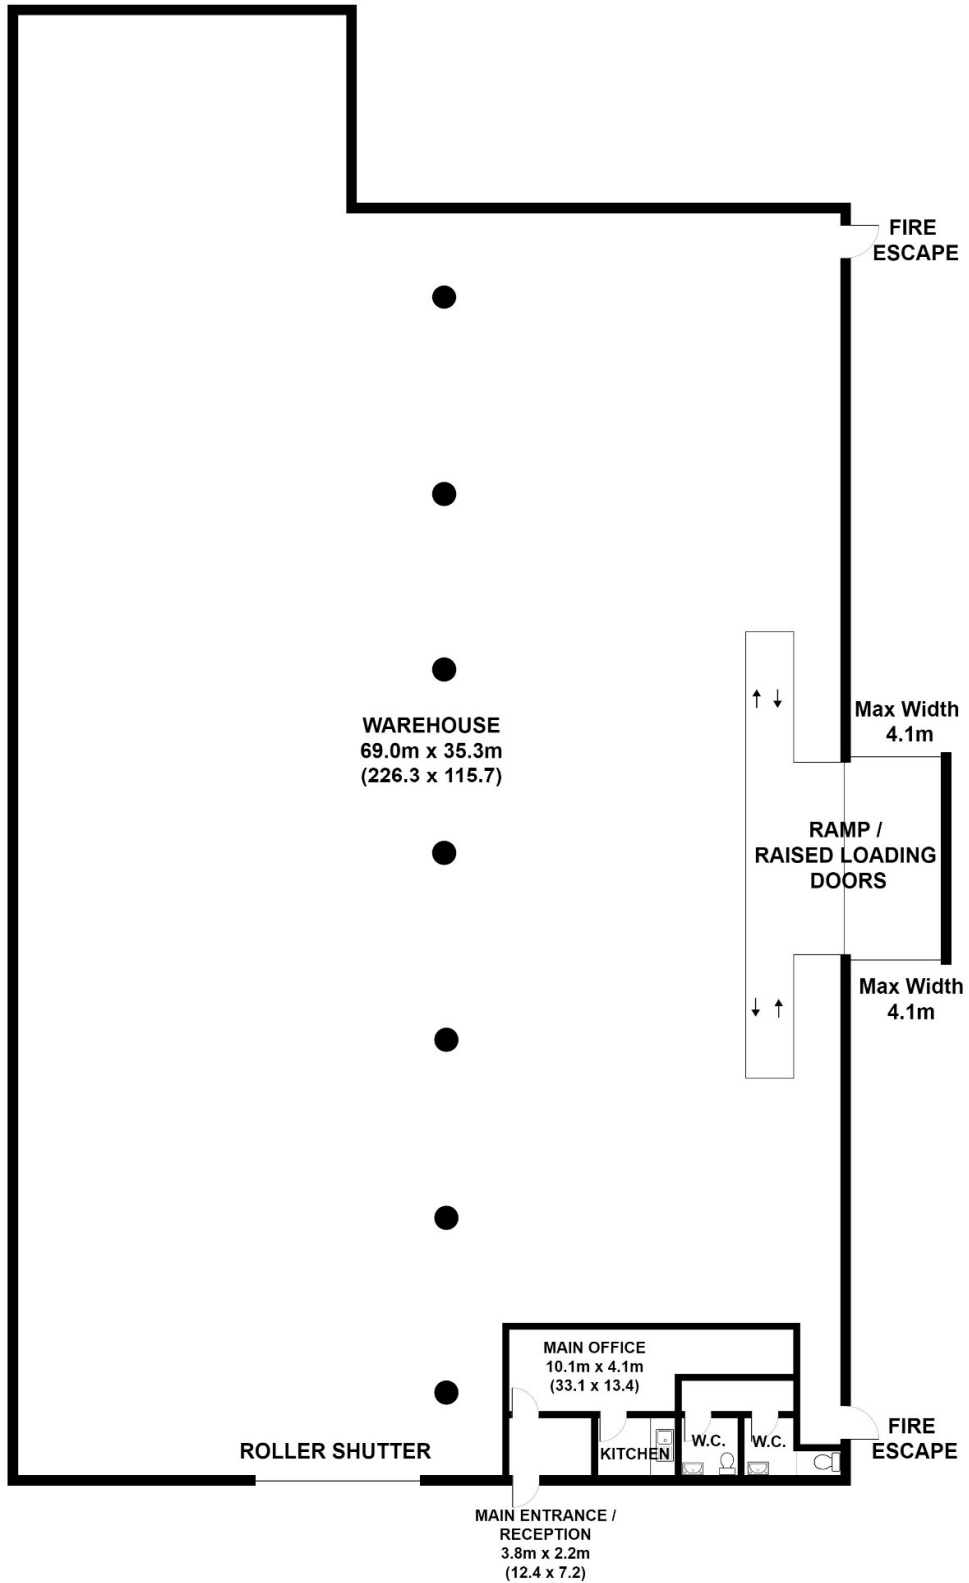 FIRE
ESCAPE
WAREHOUSE
69.0m x 35.3m
(226.3 x 115.7)
Max Width
4.1m
RAMP /
RAISED LOADING
DOORS
Max Width
4.1m
MAIN OFFICE
10.1m x 4.1m
(33.1 x 13.4)
FIRE
ESCAPE
ROLLER SHUTTER
KITCHEN
W.C.
W.C.
MAIN ENTRANCE /
RECEPTION
3.8m x 2.2m
(12.4 x 7.2)